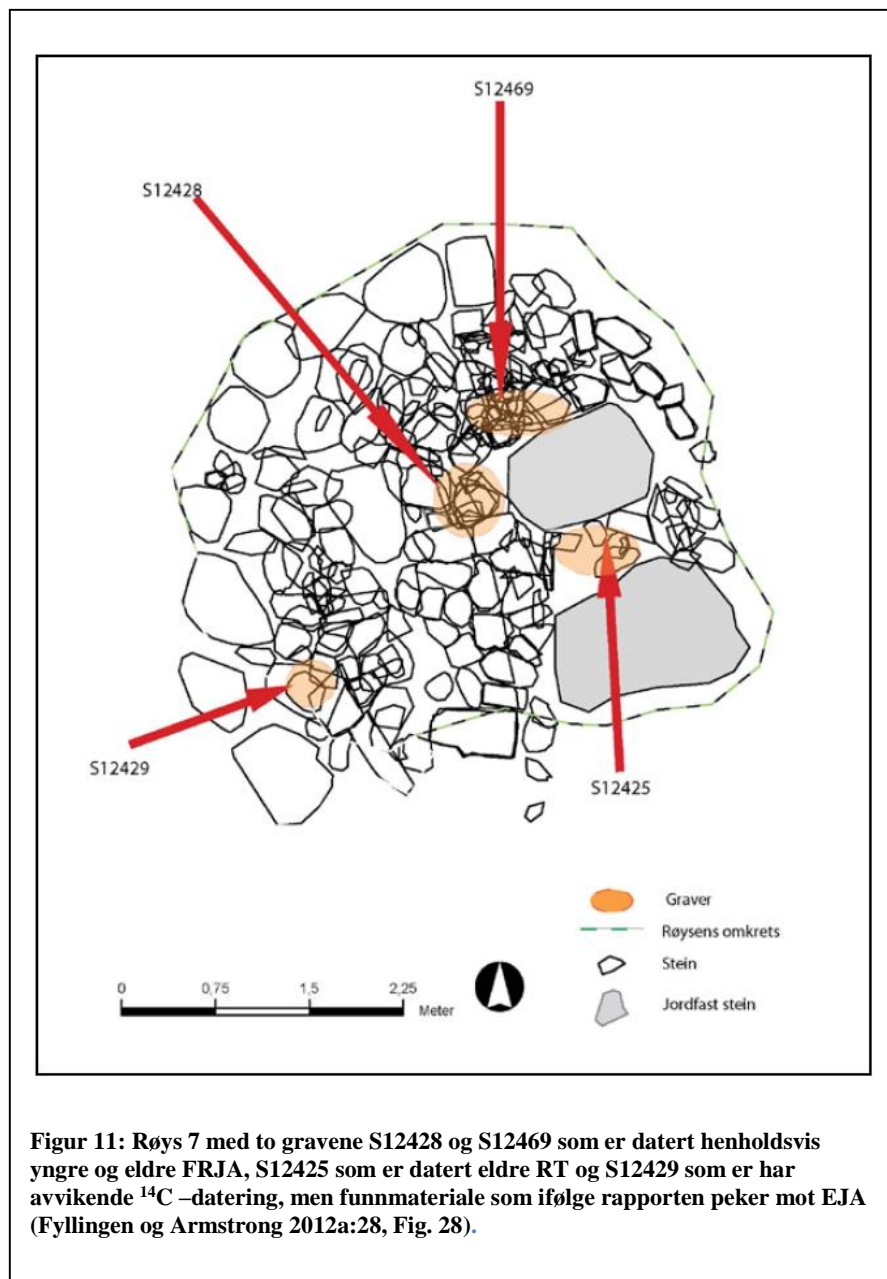 S12469
S12428
S12429
S12425
Graver
Røysens omkrets
Stein
Jordfast stein
0 0,75 1,5 2,25
Meter
Figur 11: Røys 7 med to gravene S12428 og S12469 som er datert henholdsvis
yngre og eldre FRJA, S12425 som er datert eldre RT og S12429 som er har
avvikende ¹⁴C –datering, men funnmateriale som ifølge rapporten peker mot EJA
(Fyllingen og Armstrong 2012a:28, Fig. 28).